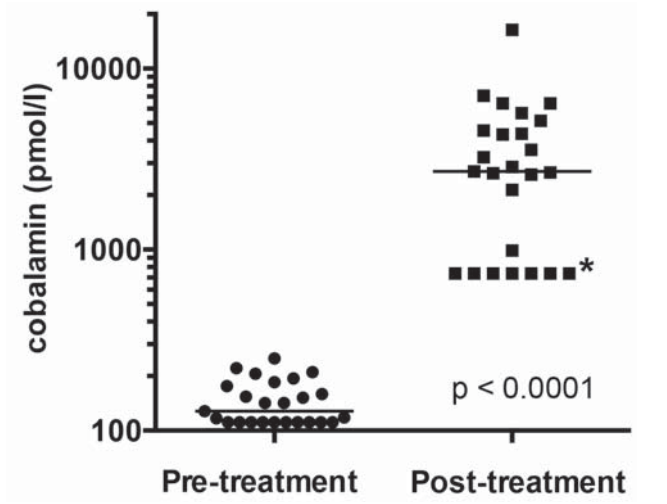 cobalamin (pmol/l)
10000
1000
100
*
p < 0.0001
Pre-treatment Post-treatment